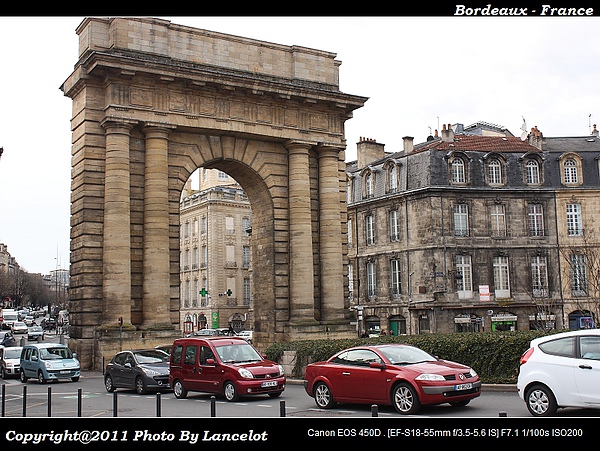 Bordeaux - France
Copyright@2011 Photo By Lancelot
Canon EOS 450D . [EF-S18-55mm f/3.5-5.6 IS] F7.1 1/100s ISO200